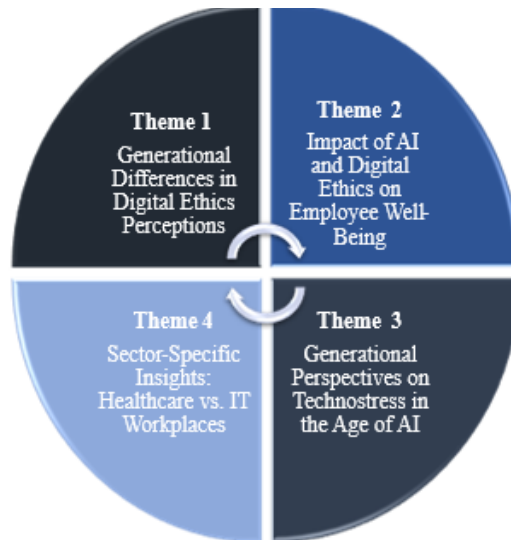 Theme 1
Generational
Differences in
Digital Ethics
Perceptions
Theme 2
Impact of AI
and Digital
Ethics on
Employee Well-
Being
Theme 4
Sector-Specific
Insights:
Healthcare vs. IT
Workplaces
Theme 3
Generational
Perspectives on
Technostress in
the Age of AI